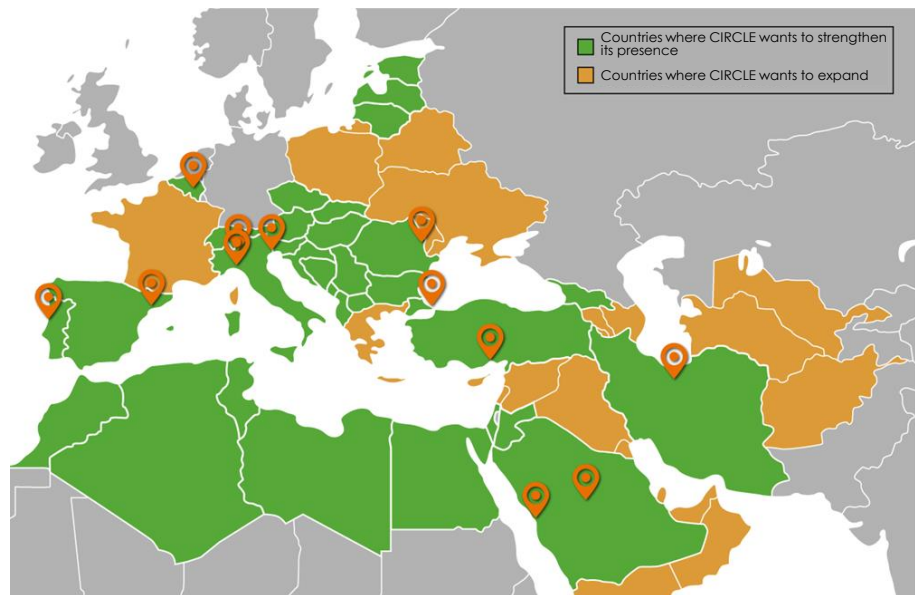 Countries where CIRCLE wants to strengthen
its presence
Countries where CIRCLE wants to expand